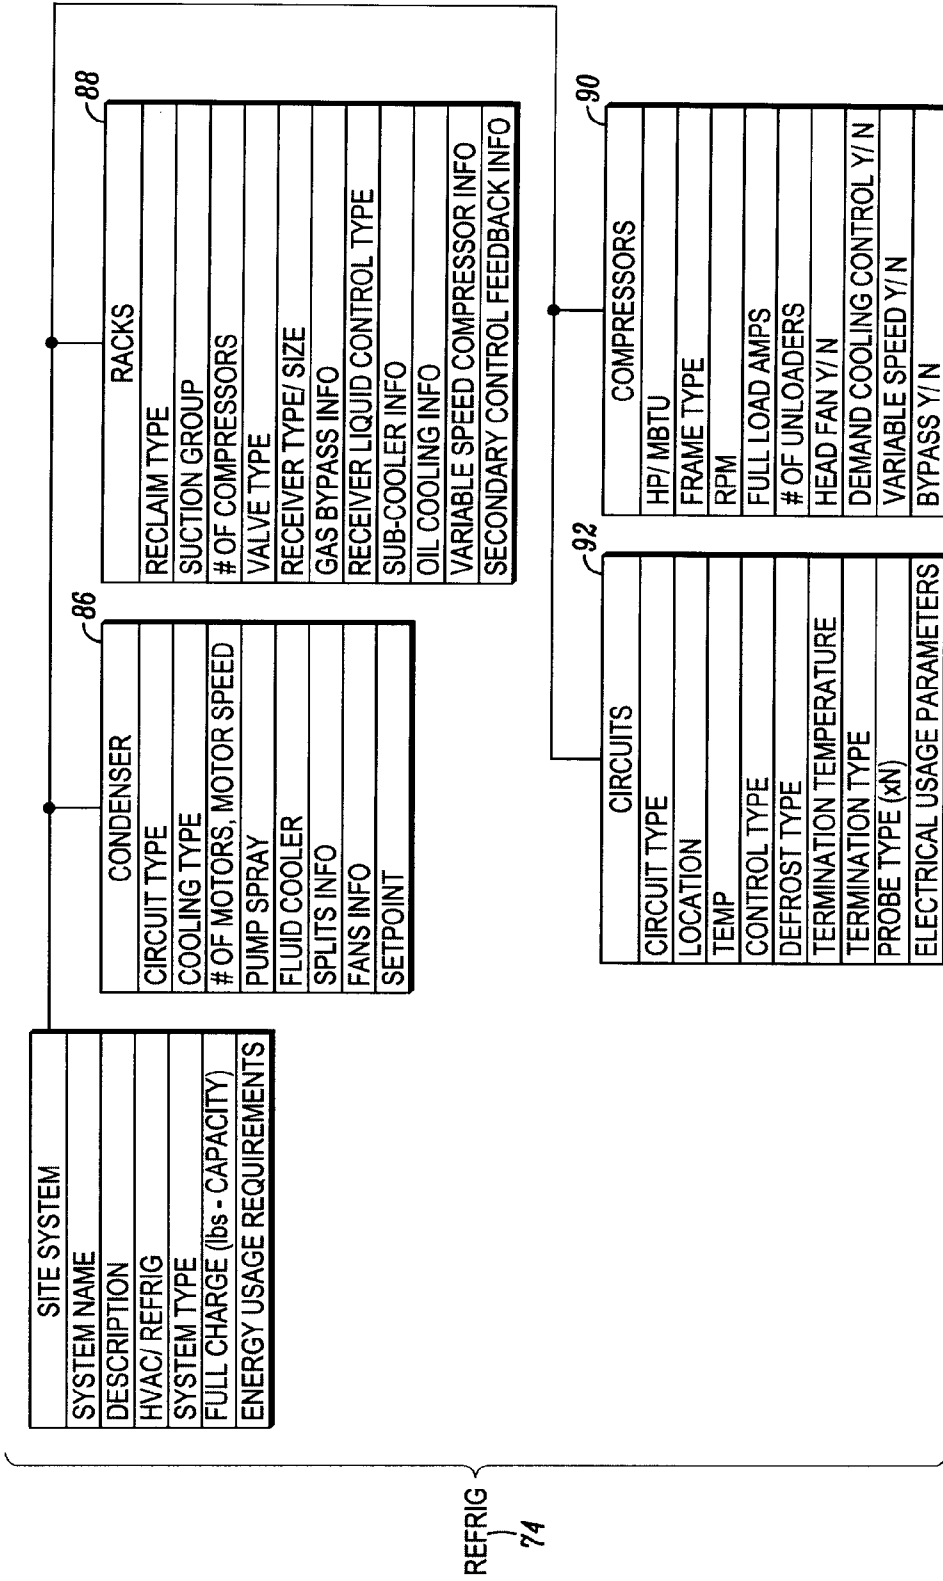 REFRIG
74
SITE SYSTEM
SYSTEM NAME
DESCRIPTION
HVAC/ REFRIG
SYSTEM TYPE
FULL CHARGE (lbs - CAPACITY)
ENERGY USAGE REQUIREMENTS
86
CONDENSER
CIRCUIT TYPE
COOLING TYPE
# OF MOTORS, MOTOR SPEED
PUMP SPRAY
FLUID COOLER
SPLITS INFO
FANS INFO
SETPOINT
88
RACKS
RECLAIM TYPE
SUCTION GROUP
# OF COMPRESSORS
VALVE TYPE
RECEIVER TYPE/ SIZE
GAS BYPASS INFO
RECEIVER LIQUID CONTROL TYPE
SUB-COOLER INFO
OIL COOLING INFO
VARIABLE SPEED COMPRESSOR INFO
SECONDARY CONTROL FEEDBACK INFO
92
CIRCUITS
CIRCUIT TYPE
LOCATION
TEMP
CONTROL TYPE
DEFROST TYPE
TERMINATION TEMPERATURE
TERMINATION TYPE
PROBE TYPE (xN)
ELECTRICAL USAGE PARAMETERS
90
COMPRESSORS
HP/ MBTU
FRAME TYPE
RPM
FULL LOAD AMPS
# OF UNLOADERS
HEAD FAN Y/ N
DEMAND COOLING CONTROL Y/ N
VARIABLE SPEED Y/ N
BYPASS Y/ N